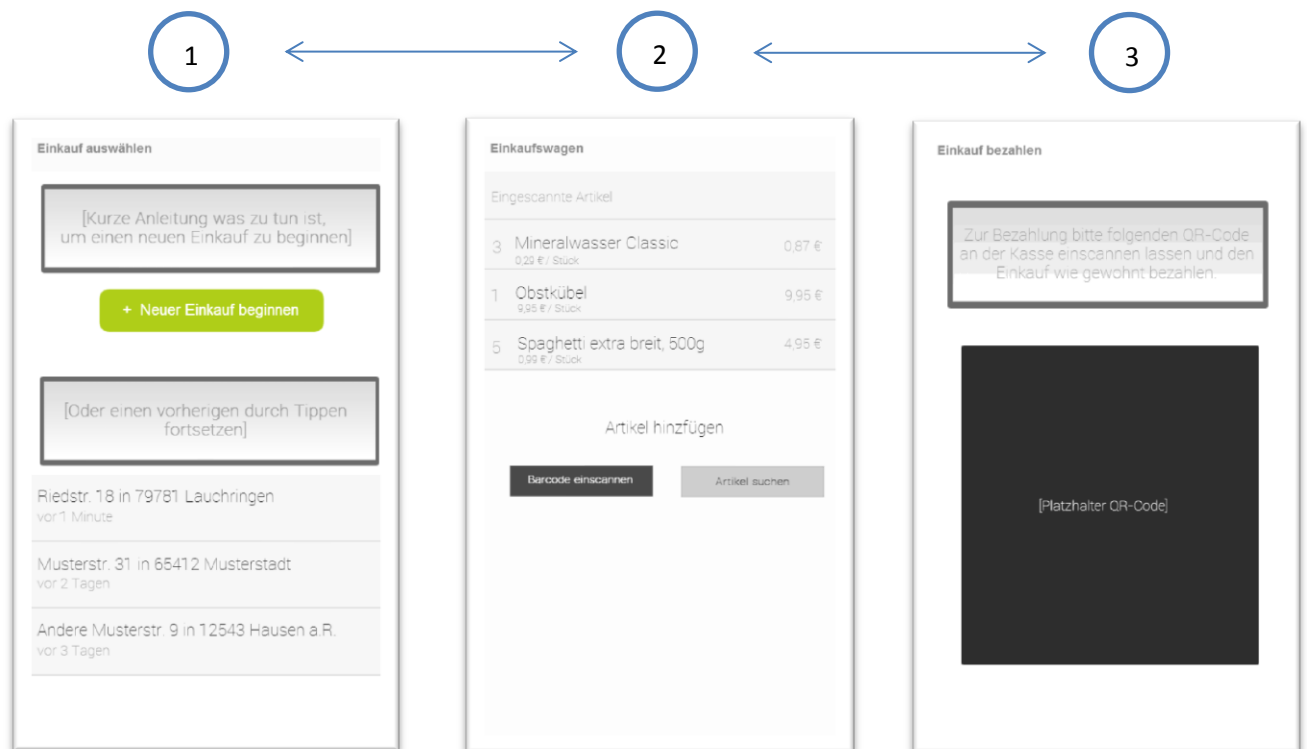 1
2
3
Einkauf auswählen
[Kurze Anleitung was zu tun ist,
um einen neuen Einkauf zu beginnen]
+ Neuer Einkauf beginnen
[Oder einen vorherigen durch Tippen
fortsetzen]
Riedstr. 18 in 79781 Lauchringen
vor 1 Minute
Musterstr. 31 in 65412 Musterstadt
vor 2 Tagen
Andere Musterstr. 9 in 12543 Hausen a.R.
vor 3 Tagen
Einkaufswagen
Eingescannte Artikel
3 Mineralwasser Classic 0,87 €
0,29 € / Stück
1 Obstkübel 9,95 €
9,95 € / Stück
5 Spaghetti extra breit, 500g 4,95 €
0,99 € / Stück
Artikel hinzfügen
Barcode einscannen Artikel suchen
Einkauf bezahlen
Zur Bezahlung bitte folgenden QR-Code
an der Kasse einscannen lassen und den
Einkauf wie gewohnt bezahlen.
[Platzhalter QR-Code]